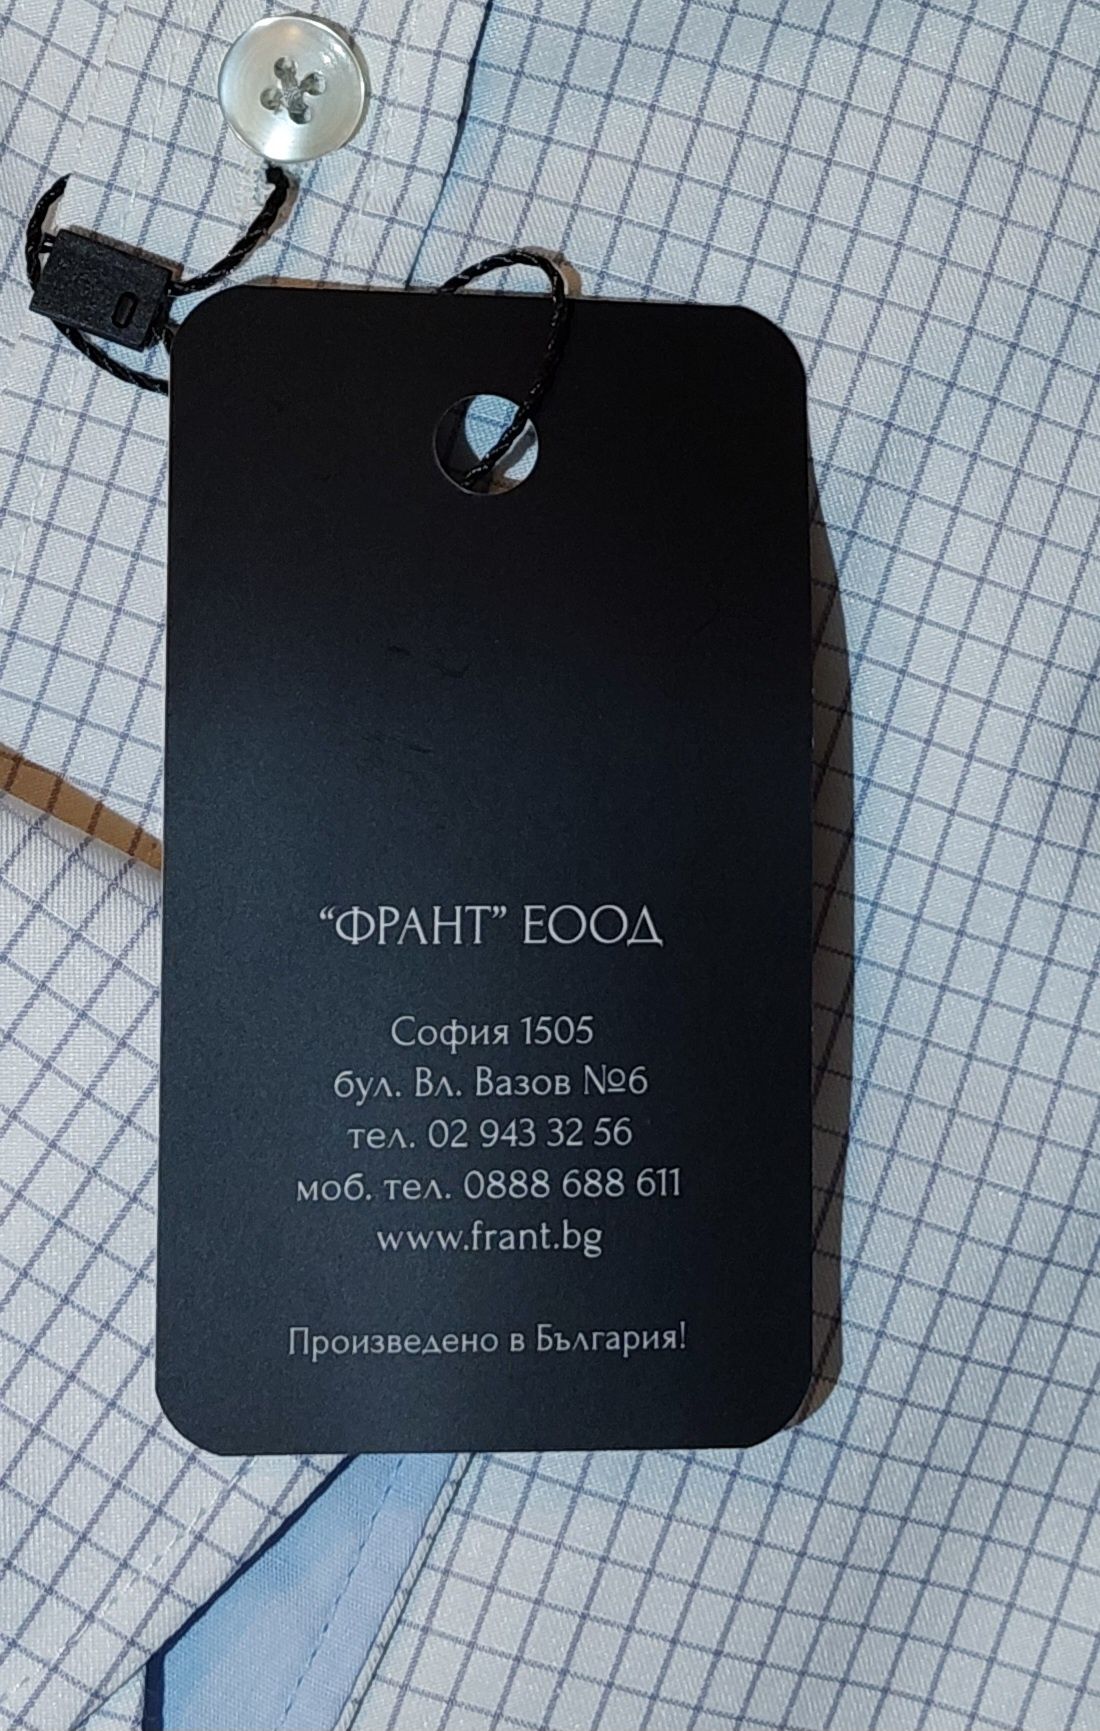 “ФРАНТ” ЕООД
София 1505
бул. Вл. Вазов №6
тел. 02 943 32 56
моб. тел. 0888 688 611
www.frant.bg
Произведено в България!